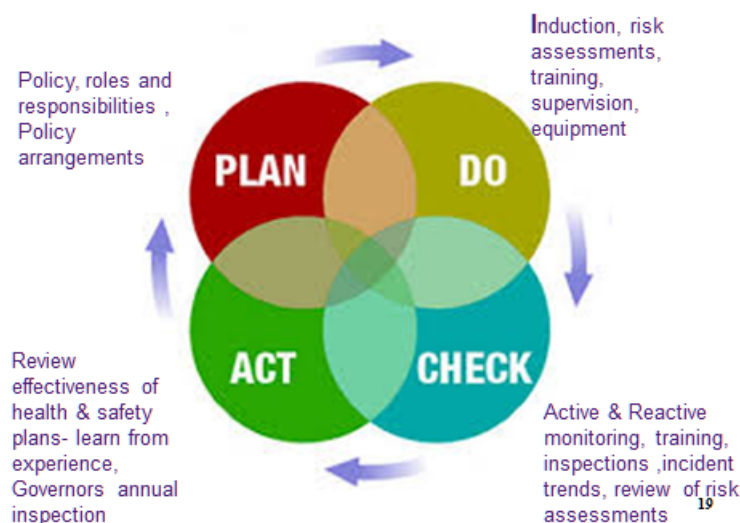 Policy, roles and
responsibilities ,
Policy
arrangements
Induction, risk
assessments,
training,
supervision,
equipment
PLAN
DO
ACT
CHECK
Review
effectiveness of
health & safety
plans- learn from
experience,
Governors annual
inspection
Active & Reactive
monitoring, training,
inspections ,incident
trends, review of risk
assessments
19